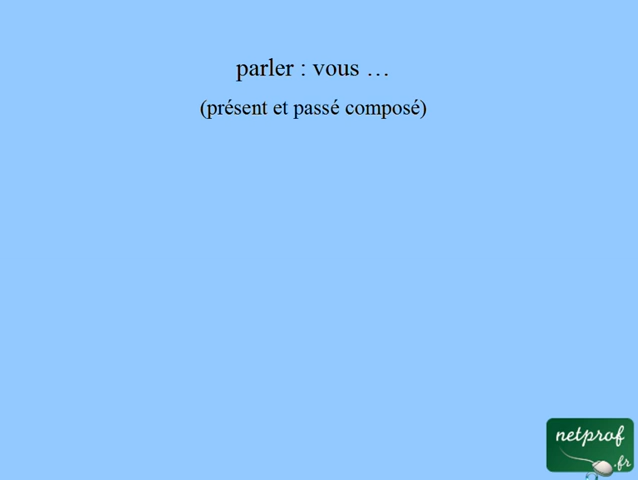 parler : vous …
(présent et passé composé)
netprof
.fr